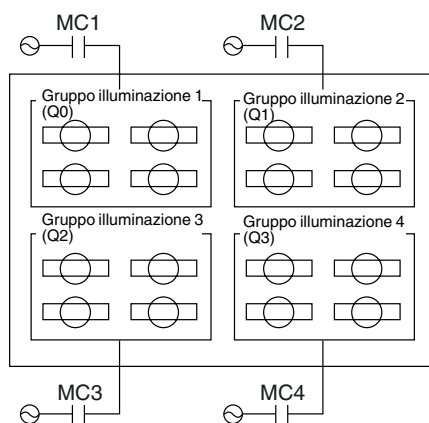 MC1
MC2
Gruppo illuminazione 1
(Q0)
Gruppo illuminazione 2
(Q1)
Gruppo illuminazione 3
(Q2)
Gruppo illuminazione 4
(Q3)
MC3
MC4